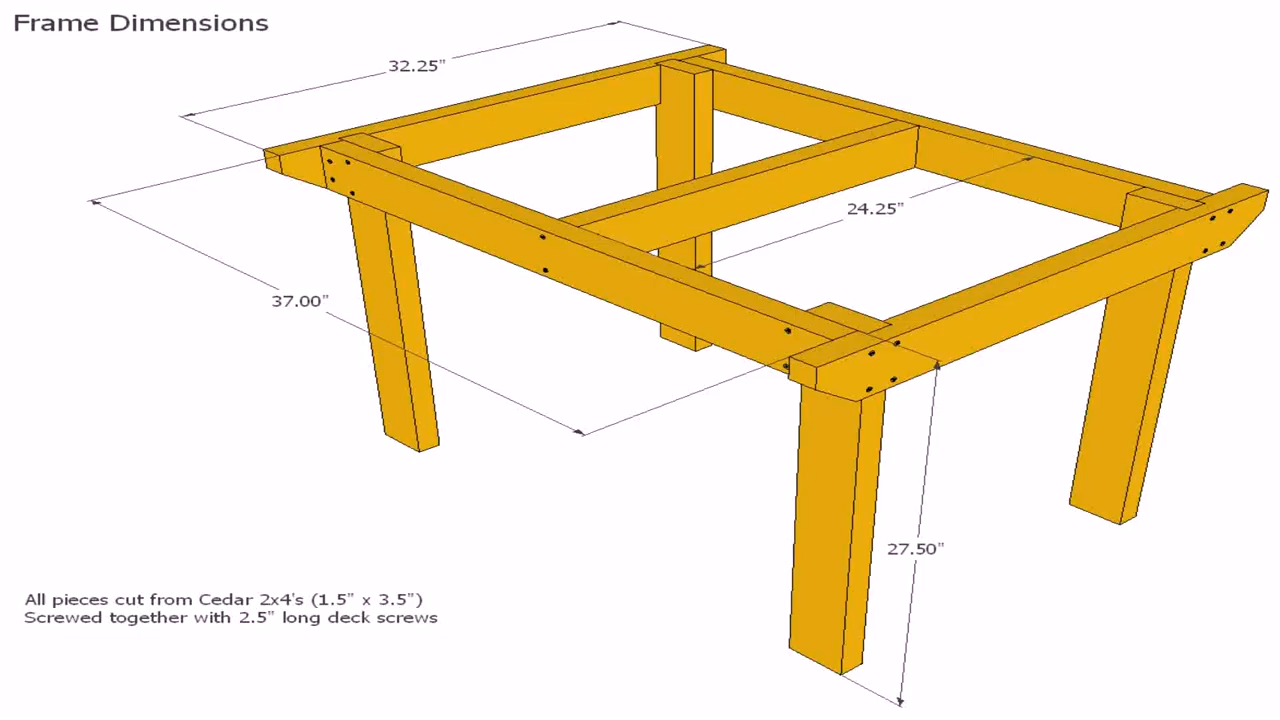 Frame Dimensions
32.25"
24.25"
37.00"
27.50"
All pieces cut from Cedar 2x4's (1.5" x 3.5")
Screwed together with 2.5" long deck screws